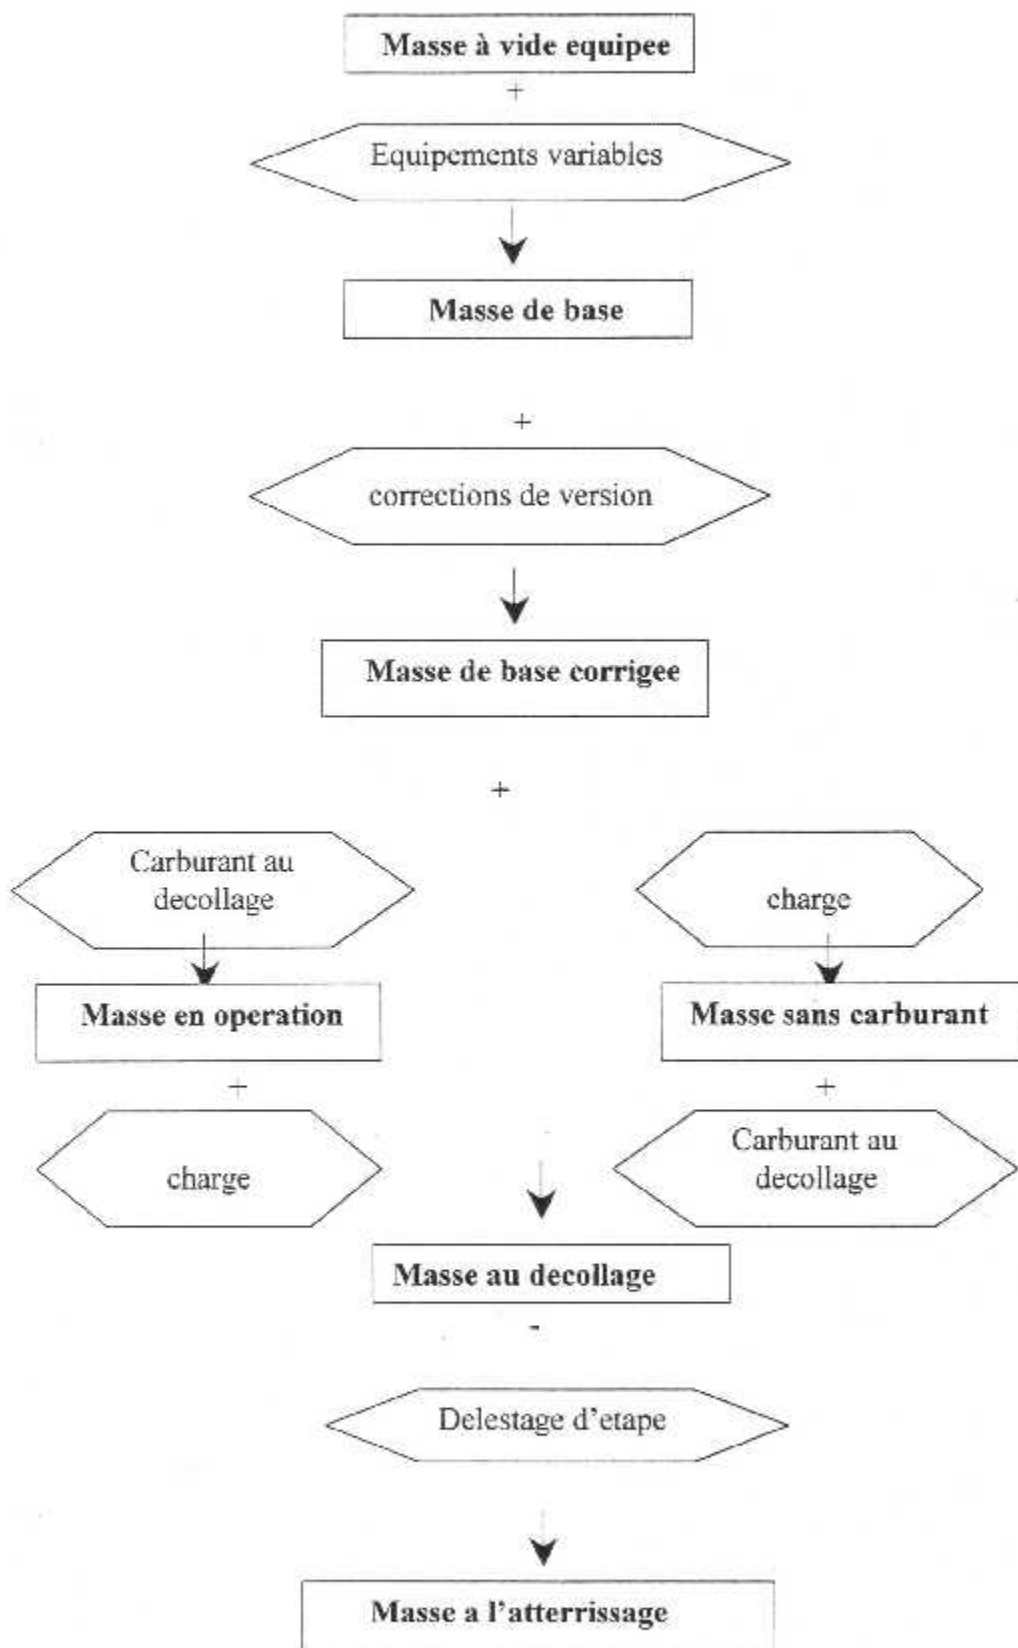 Masse à vide equipee
+
Equipements variables
Masse de base
+
corrections de version
Masse de base corrigee
+
Carburant au
decollage
charge
Masse en operation
Masse sans carburant
+
+
charge
Carburant au
decollage
Masse au decollage
-
Delestage d'etape
Masse a l'atterrissage